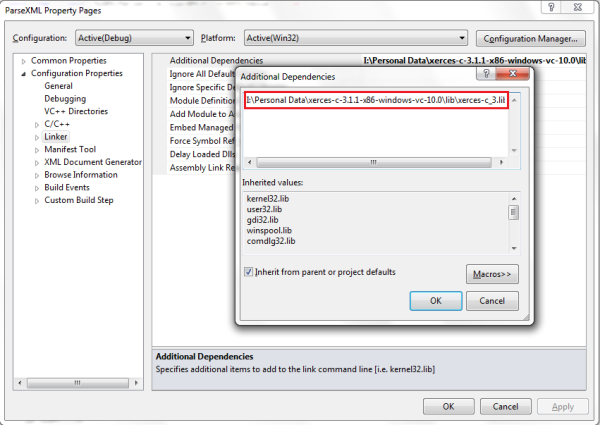 ParseXML Property Pages
Configuration: Active(Debug) Platform: Active(Win32) Configuration Manager...
Common Properties
Configuration Properties
General
Debugging
VC++ Directories
C/C++
Linker
Manifest Tool
XML Document Generator
Browse Information
Build Events
Custom Build Step
Additional Dependencies I:\Personal Data\xerces-c-3.1.1-x86-windows-vc-10.0\lib
Ignore All Default
Ignore Specific De
Module Definition
Add Module to A
Embed Managed
Force Symbol Ref
Delay Loaded Dlls
Assembly Link Re
Additional Dependencies
I:\Personal Data\xerces-c-3.1.1-x86-windows-vc-10.0\lib\xerces-c_3.lib
Inherited values:
kernel32.lib
user32.lib
gdi32.lib
winspool.lib
comdlg32.lib
Inherit from parent or project defaults
Macros>>
OK Cancel
Additional Dependencies
Specifies additional items to add to the link command line [i.e. kernel32.lib]
OK Cancel Apply